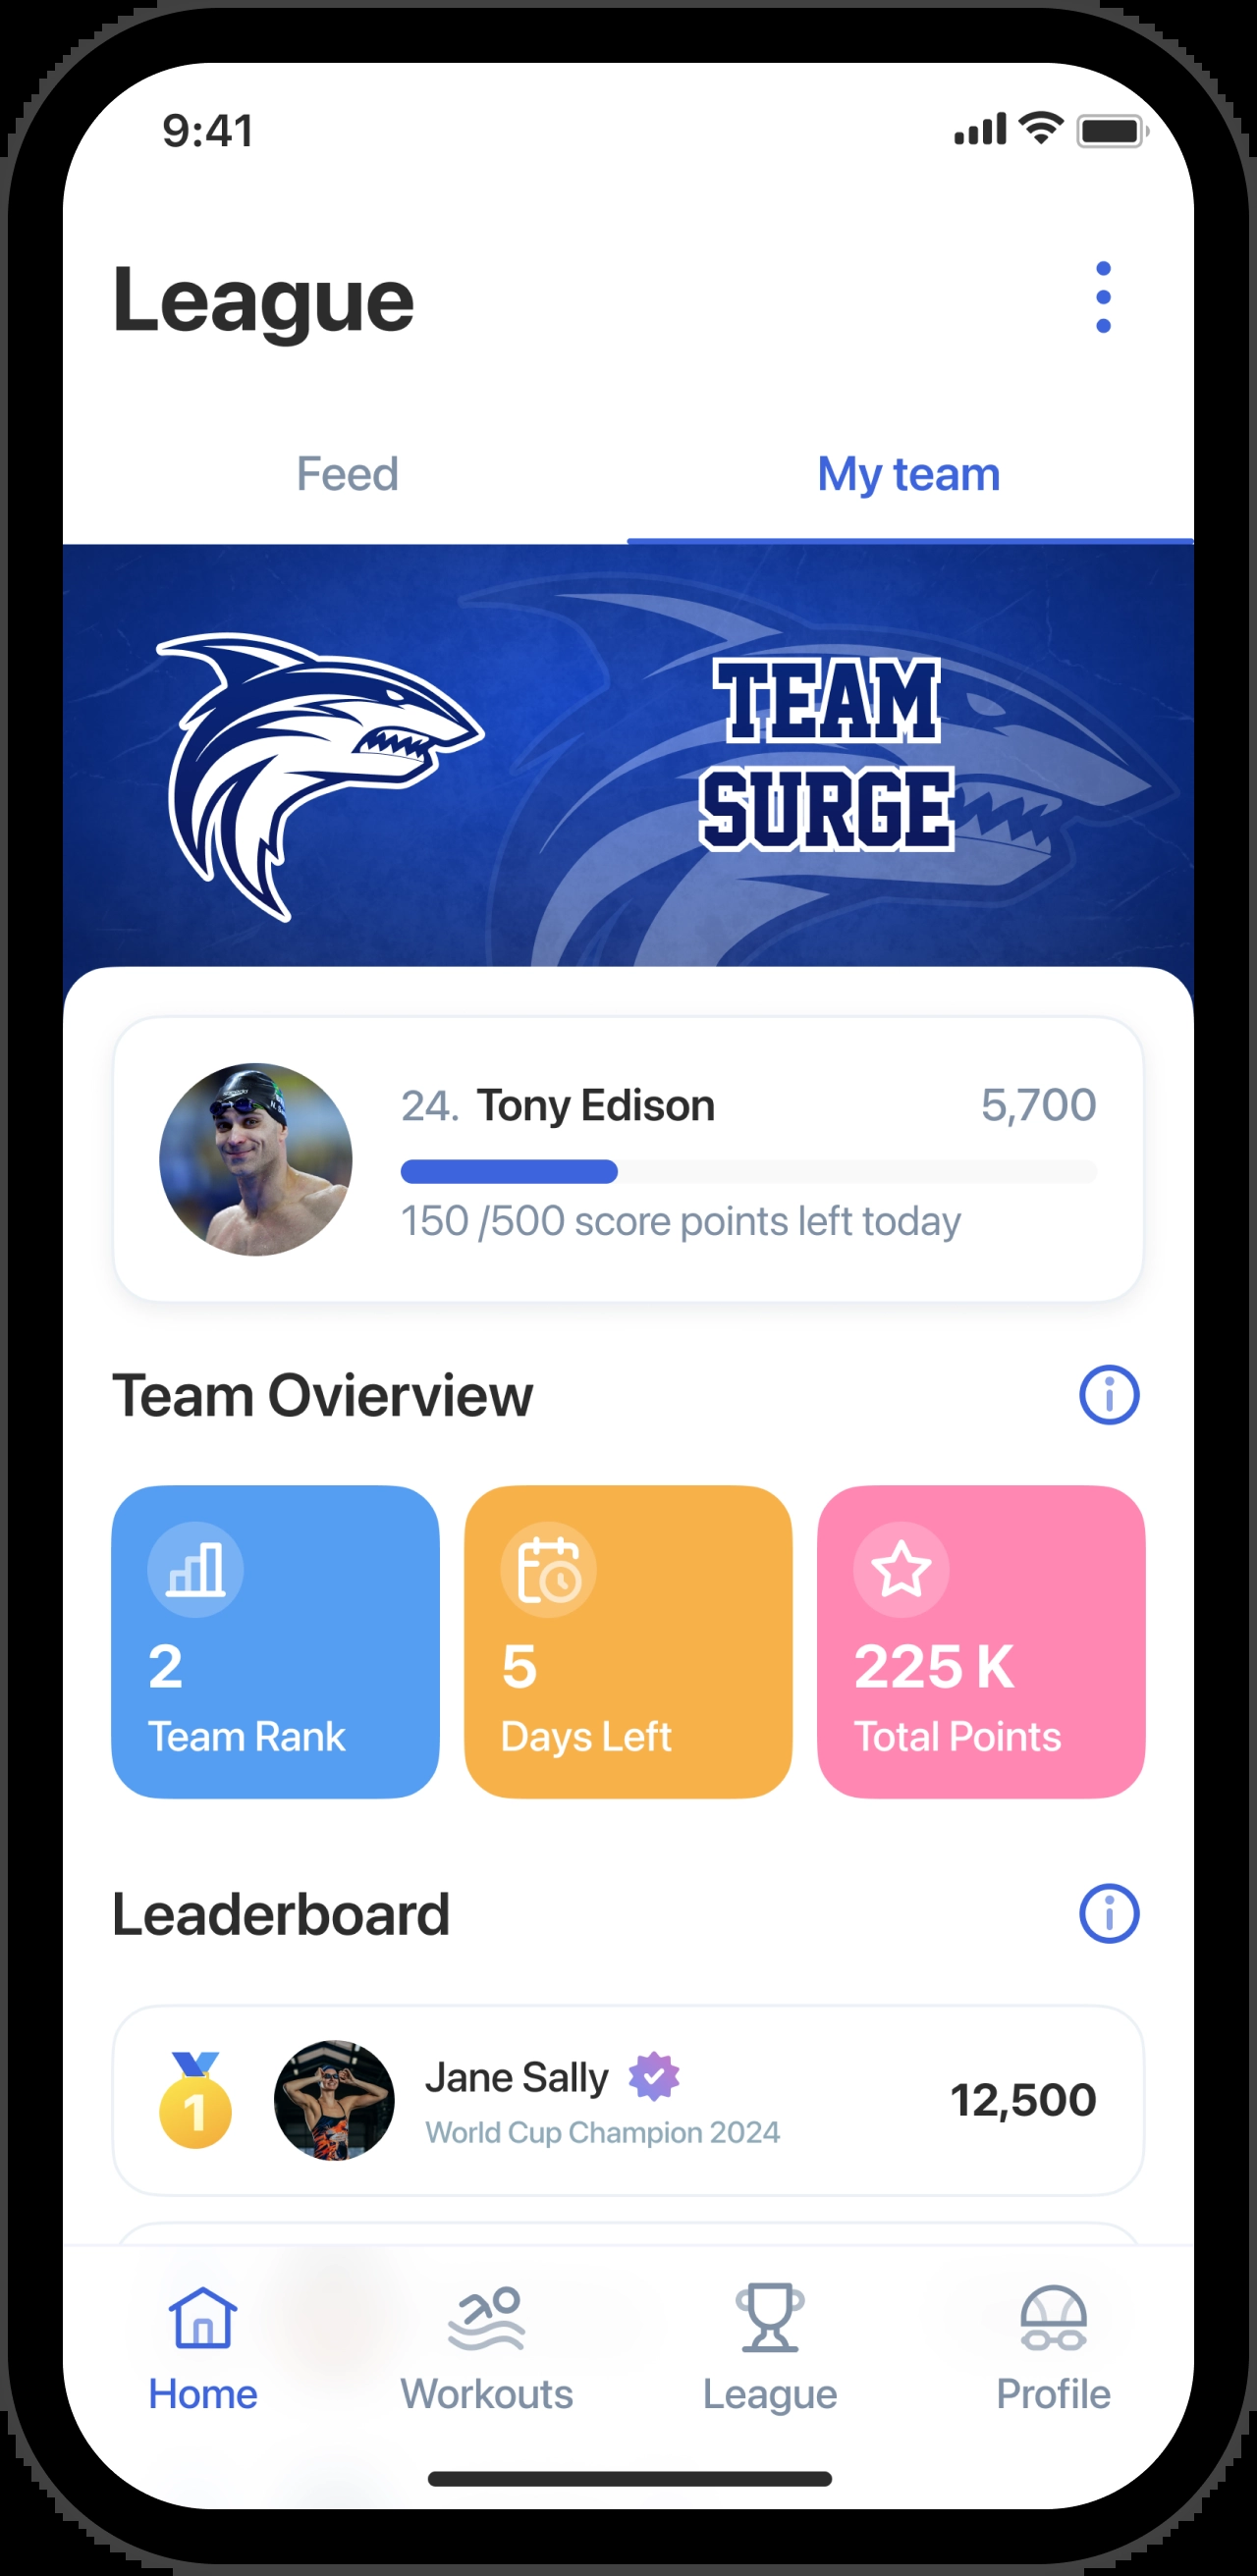 9:41
League
Feed
My team
TEAM
SURGE
24. Tony Edison 5,700
150 /500 score points left today
Team Ovierview
2
Team Rank
5
Days Left
225 K
Total Points
Leaderboard
1
Jane Sally
World Cup Champion 2024
12,500
Home
Workouts
League
Profile